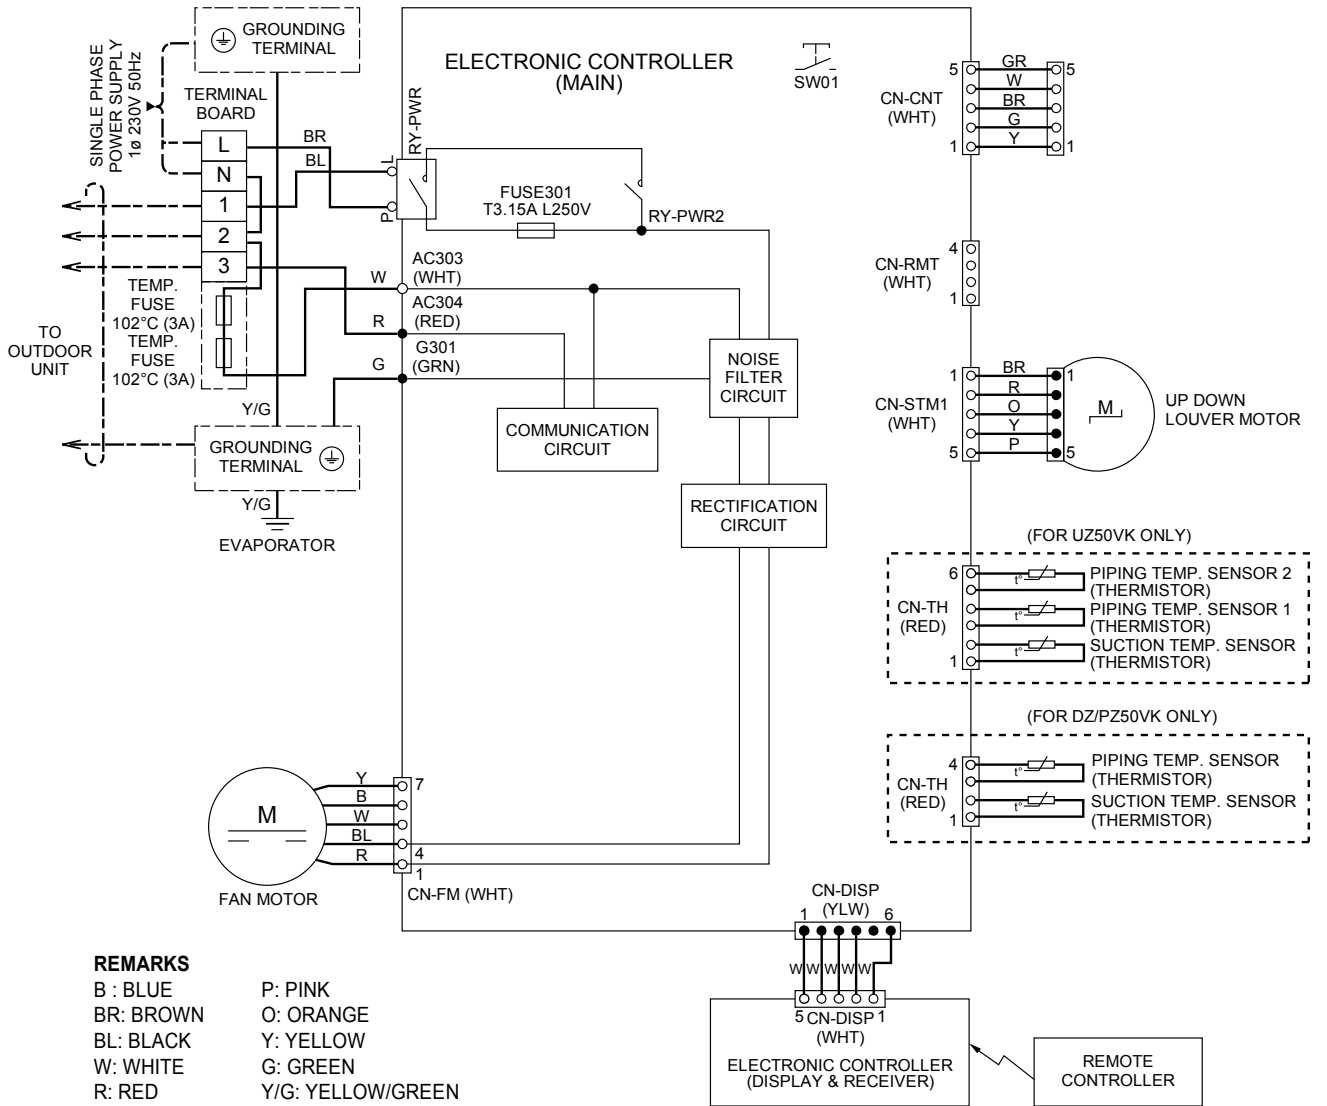 GROUNDING
TERMINAL
SINGLE PHASE
POWER SUPPLY
1ø 230V 50Hz
TERMINAL
BOARD
L
N
1
2
3
BR
BL
TEMP.
FUSE
102°C (3A)
TEMP.
FUSE
102°C (3A)
TO
OUTDOOR
UNIT
Y/G
GROUNDING
TERMINAL
Y/G
EVAPORATOR
ELECTRONIC CONTROLLER
(MAIN)
SW01
RY-PWR
L
P
FUSE301
T3.15A L250V
RY-PWR2
W
AC303
(WHT)
R
AC304
(RED)
G
G301
(GRN)
NOISE
FILTER
CIRCUIT
COMMUNICATION
CIRCUIT
RECTIFICATION
CIRCUIT
CN-CNT
(WHT)
5
1
GR
W
BR
G
Y
5
1
CN-RMT
(WHT)
4
1
CN-STM1
(WHT)
1
5
BR
R
O
Y
P
1
5
M
UP DOWN
LOUVER MOTOR
(FOR UZ50VK ONLY)
CN-TH
(RED)
6
1
t°
PIPING TEMP. SENSOR 2
(THERMISTOR)
t°
PIPING TEMP. SENSOR 1
(THERMISTOR)
t°
SUCTION TEMP. SENSOR
(THERMISTOR)
(FOR DZ/PZ50VK ONLY)
CN-TH
(RED)
4
1
t°
PIPING TEMP. SENSOR
(THERMISTOR)
t°
SUCTION TEMP. SENSOR
(THERMISTOR)
M
FAN MOTOR
Y
B
W
BL
R
7
4
1
CN-FM (WHT)
CN-DISP
(YLW)
1
6
W W W W W
5 CN-DISP 1
(WHT)
ELECTRONIC CONTROLLER
(DISPLAY & RECEIVER)
REMOTE
CONTROLLER
REMARKS
B : BLUE
BR: BROWN
BL: BLACK
W: WHITE
R: RED
P: PINK
O: ORANGE
Y: YELLOW
G: GREEN
Y/G: YELLOW/GREEN